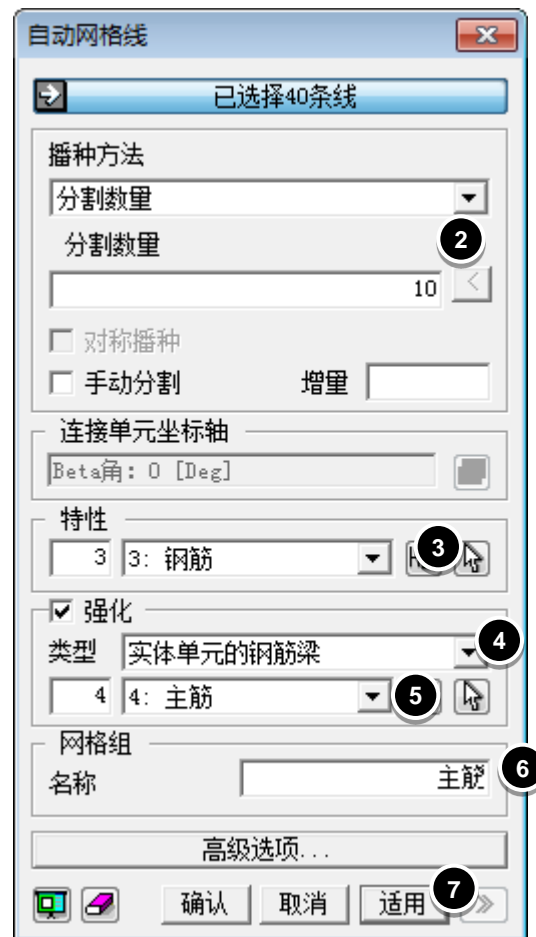 自动网格线
已选择40条线
播种方法
分割数量
2
分割数量
10
对称播种
手动分割 增量
连接单元坐标轴
Beta角: 0 [Deg]
特性
3 3: 钢筋 3
强化
类型 实体单元的钢筋梁 4
4 4: 主筋 5
网格组
名称 主筋 6
高级选项...
确认 取消 适用 7